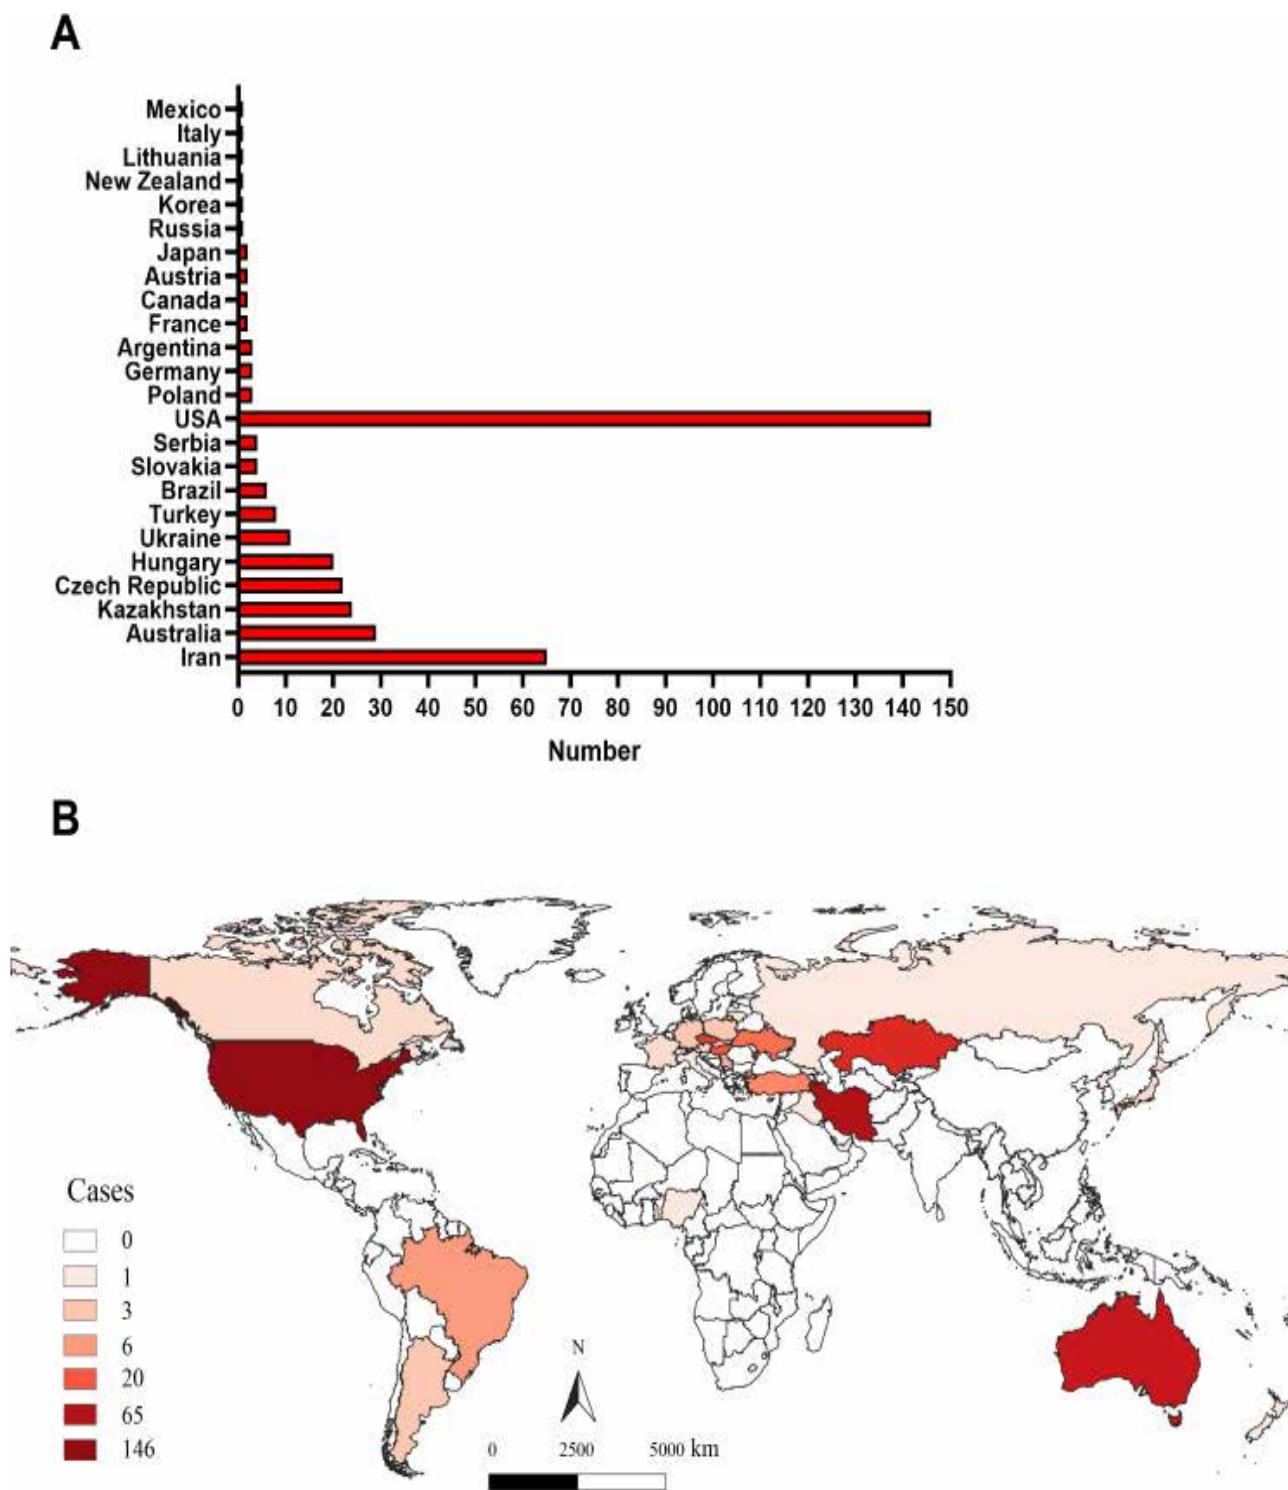 A
Mexico
Italy
Lithuania
New Zealand
Korea
Russia
Japan
Austria
Canada
France
Argentina
Germany
Poland
USA
Serbia
Slovakia
Brazil
Turkey
Ukraine
Hungary
Czech Republic
Kazakhstan
Australia
Iran
0 10 20 30 40 50 60 70 80 90 100 110 120 130 140 150
Number
B
Cases
0
1
3
6
20
65
146
N
0 2500 5000 km